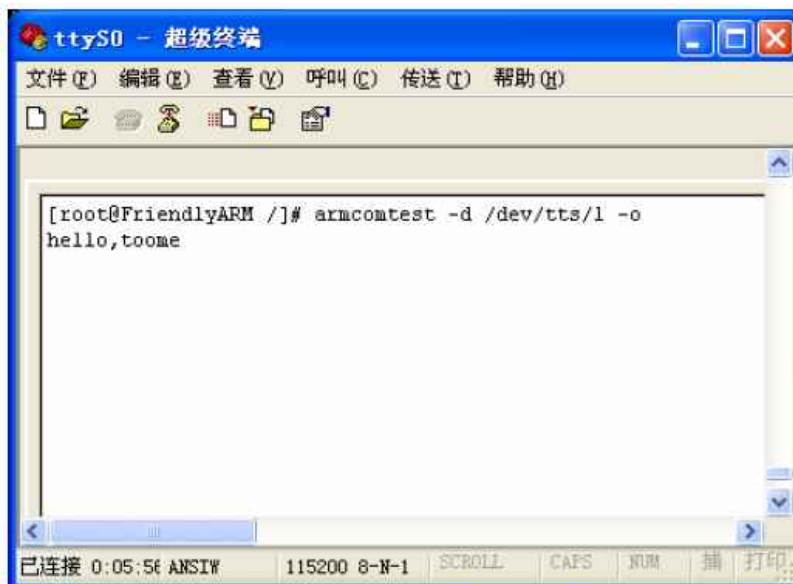 ttyS0 - 超级终端
文件(F) 编辑(E) 查看(V) 呼叫(C) 传送(T) 帮助(H)
[root@FriendlyARM /]# armcomtest -d /dev/tts/1 -o
hello,toome
已连接 0:05:56 ANSIW 115200 8-N-1 SCROLL CAPS NUM 捕 打印